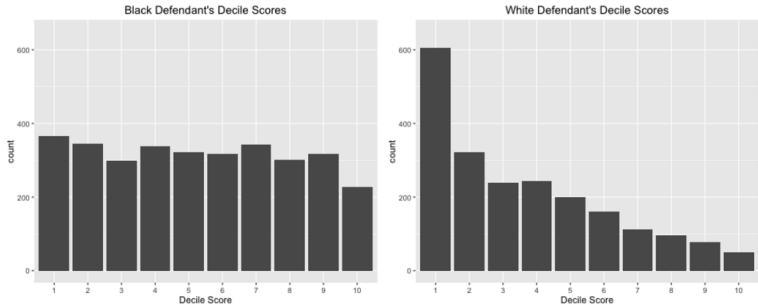 Black Defendant's Decile Scores
600
400
200
0
count
1 2 3 4 5 6 7 8 9 10
Decile Score
White Defendant's Decile Scores
600
400
200
0
count
1 2 3 4 5 6 7 8 9 10
Decile Score